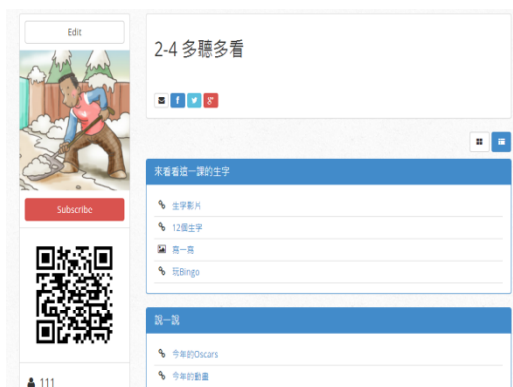 Edit
2-4 多聽多看
Subscribe
111
來看看這一課的生字
生字影片
12個生字
寫一寫
玩Bingo
說一說
今年的Oscars
今年的動畫